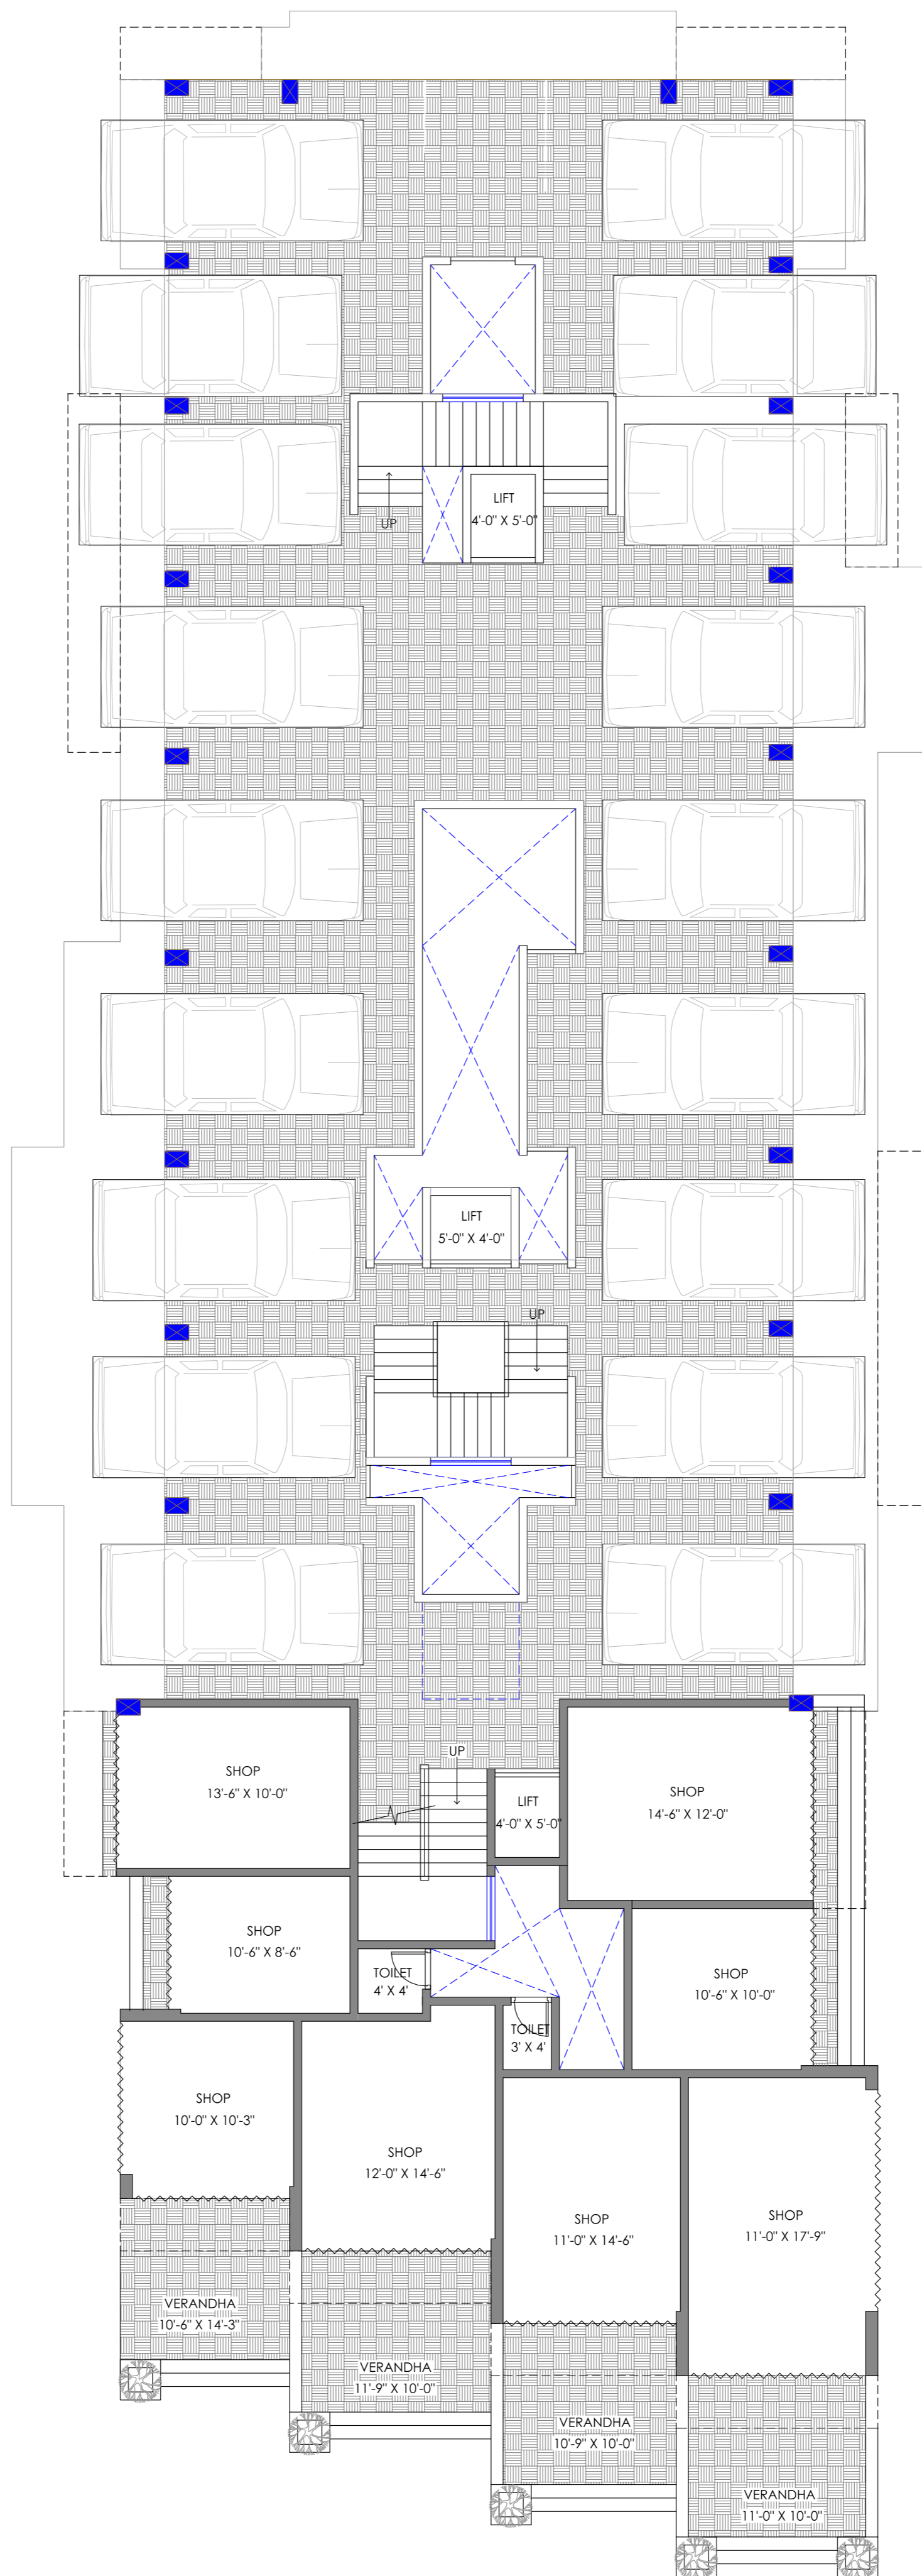 LIFT
4'-0" X 5'-0"
UP
LIFT
5'-0" X 4'-0"
UP
UP
SHOP
13'-6" X 10'-0"
LIFT
4'-0" X 5'-0"
SHOP
14'-6" X 12'-0"
SHOP
10'-6" X 8'-6"
TOILET
4' X 4'
SHOP
10'-6" X 10'-0"
TOILET
3' X 4'
SHOP
10'-0" X 10'-3"
SHOP
12'-0" X 14'-6"
SHOP
11'-0" X 14'-6"
SHOP
11'-0" X 17'-9"
VERANDHA
10'-6" X 14'-3"
VERANDHA
11'-9" X 10'-0"
VERANDHA
10'-9" X 10'-0"
VERANDHA
11'-0" X 10'-0"